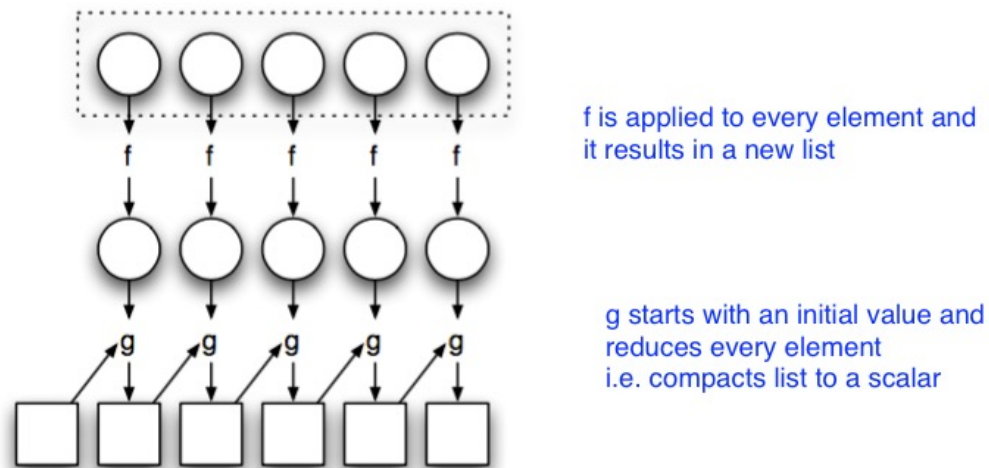 f f f f f
f is applied to every element and
it results in a new list
g g g g g
g starts with an initial value and
reduces every element
i.e. compacts list to a scalar